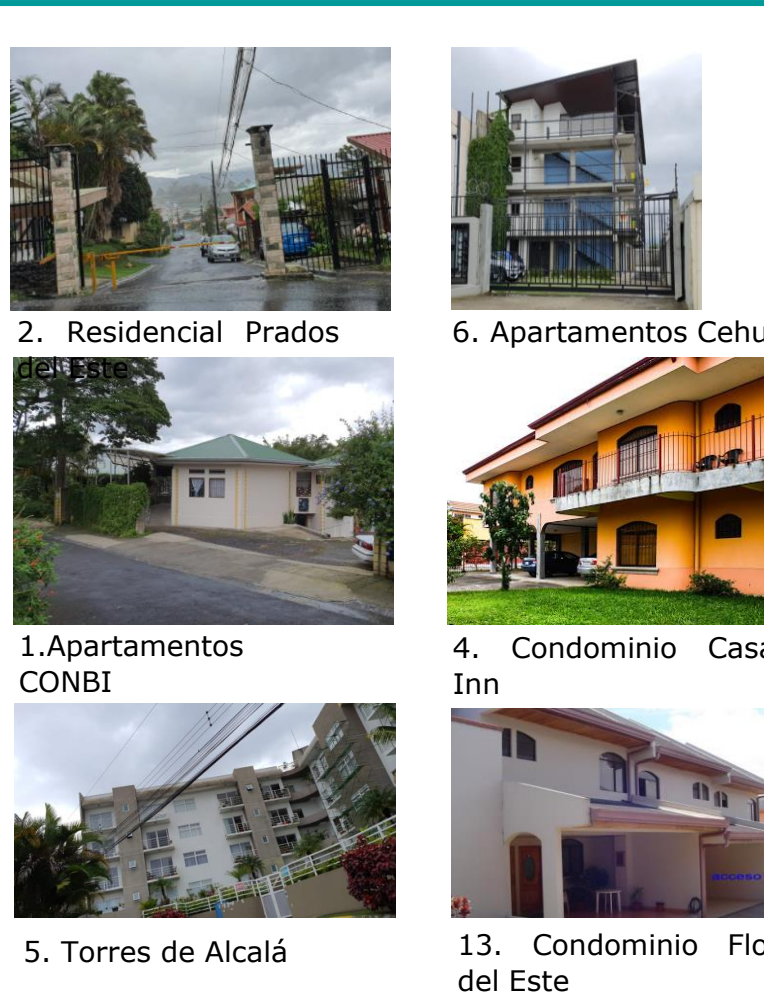 2. Residencial Prados
del Este
6. Apartamentos Cehu
1.Apartamentos
CONBI
4. Condominio Casa
Inn
acceso
5. Torres de Alcalá
13. Condominio Flo
del Este